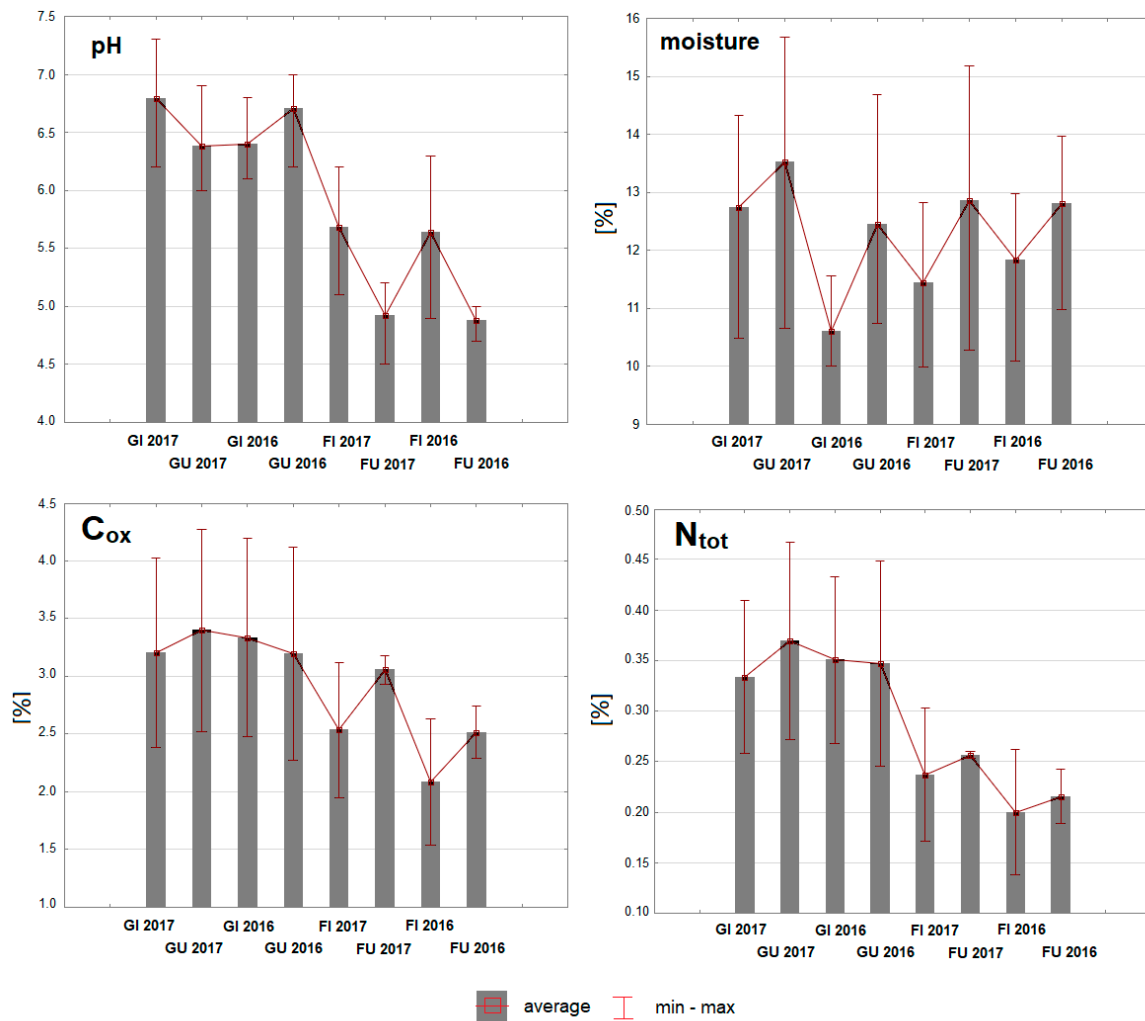 pH
7.5
7.0
6.5
6.0
5.5
5.0
4.5
4.0
GI 2017
GU 2017
GI 2016
GU 2016
FI 2017
FU 2017
FI 2016
FU 2016
moisture
[%]
16
15
14
13
12
11
10
9
GI 2017
GU 2017
GI 2016
GU 2016
FI 2017
FU 2017
FI 2016
FU 2016
Cox
[%]
4.5
4.0
3.5
3.0
2.5
2.0
1.5
1.0
GI 2017
GU 2017
GI 2016
GU 2016
FI 2017
FU 2017
FI 2016
FU 2016
Ntot
[%]
0.50
0.45
0.40
0.35
0.30
0.25
0.20
0.15
0.10
GI 2017
GU 2017
GI 2016
GU 2016
FI 2017
FU 2017
FI 2016
FU 2016
average min - max